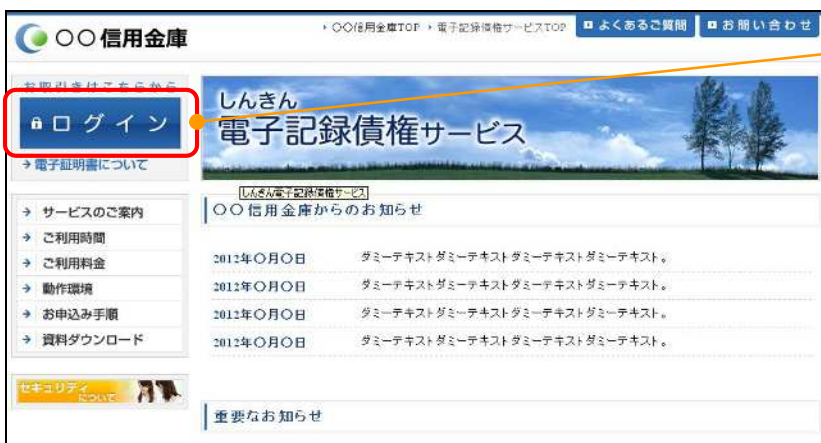 〇〇信用金庫
〇〇信用金庫TOP 電子記録債権サービスTOP よくあるご質問 お問い合わせ
お取引きはこちらから
ログイン
電子証明書について
しんきん
電子記録債権サービス
しんきん電子記録債権サービス
サービスのご案内
ご利用時間
ご利用料金
動作環境
お申込み手順
資料ダウンロード
セキュリティ
について
〇〇信用金庫からのお知らせ
2012年〇月〇日 ダミーテキストダミーテキストダミーテキストダミーテキスト。
2012年〇月〇日 ダミーテキストダミーテキストダミーテキストダミーテキスト。
2012年〇月〇日 ダミーテキストダミーテキストダミーテキストダミーテキスト。
2012年〇月〇日 ダミーテキストダミーテキストダミーテキストダミーテキスト。
重要なお知らせ